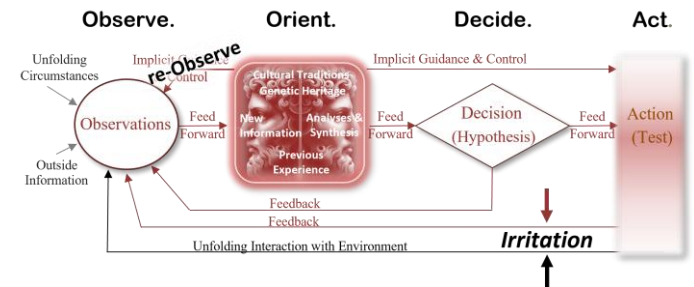 Observe.
Orient.
Decide.
Act.
Unfolding
Circumstances
Implicit Guidance
Control
re-Observe
Implicit Guidance & Control
Cultural Traditions
Genetic Heritage
Observations
Feed
Forward
New
Information
Analyses &
Synthesis
Previous
Experience
Feed
Forward
Decision
(Hypothesis)
Feed
Forward
Action
(Test)
Outside
Information
Feedback
Feedback
Unfolding Interaction with Environment
Irritation